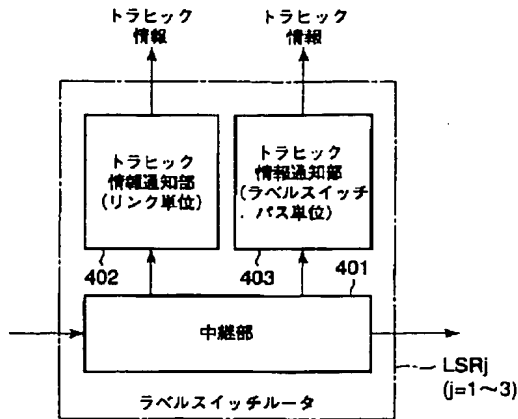 トラヒック
情報
トラヒック
情報
トラヒック
情報通知部
(リンク単位)
トラヒック
情報通知部
(ラベルスイッチ
パス単位)
402
403
401
中継部
ラベルスイッチルータ
LSRj
(j=1〜3)